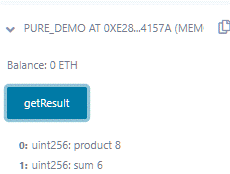 PURE_DEMO AT 0XE28...4157A (MEM
Balance: 0 ETH
getResult
0: uint256: product 8
1: uint256: sum 6